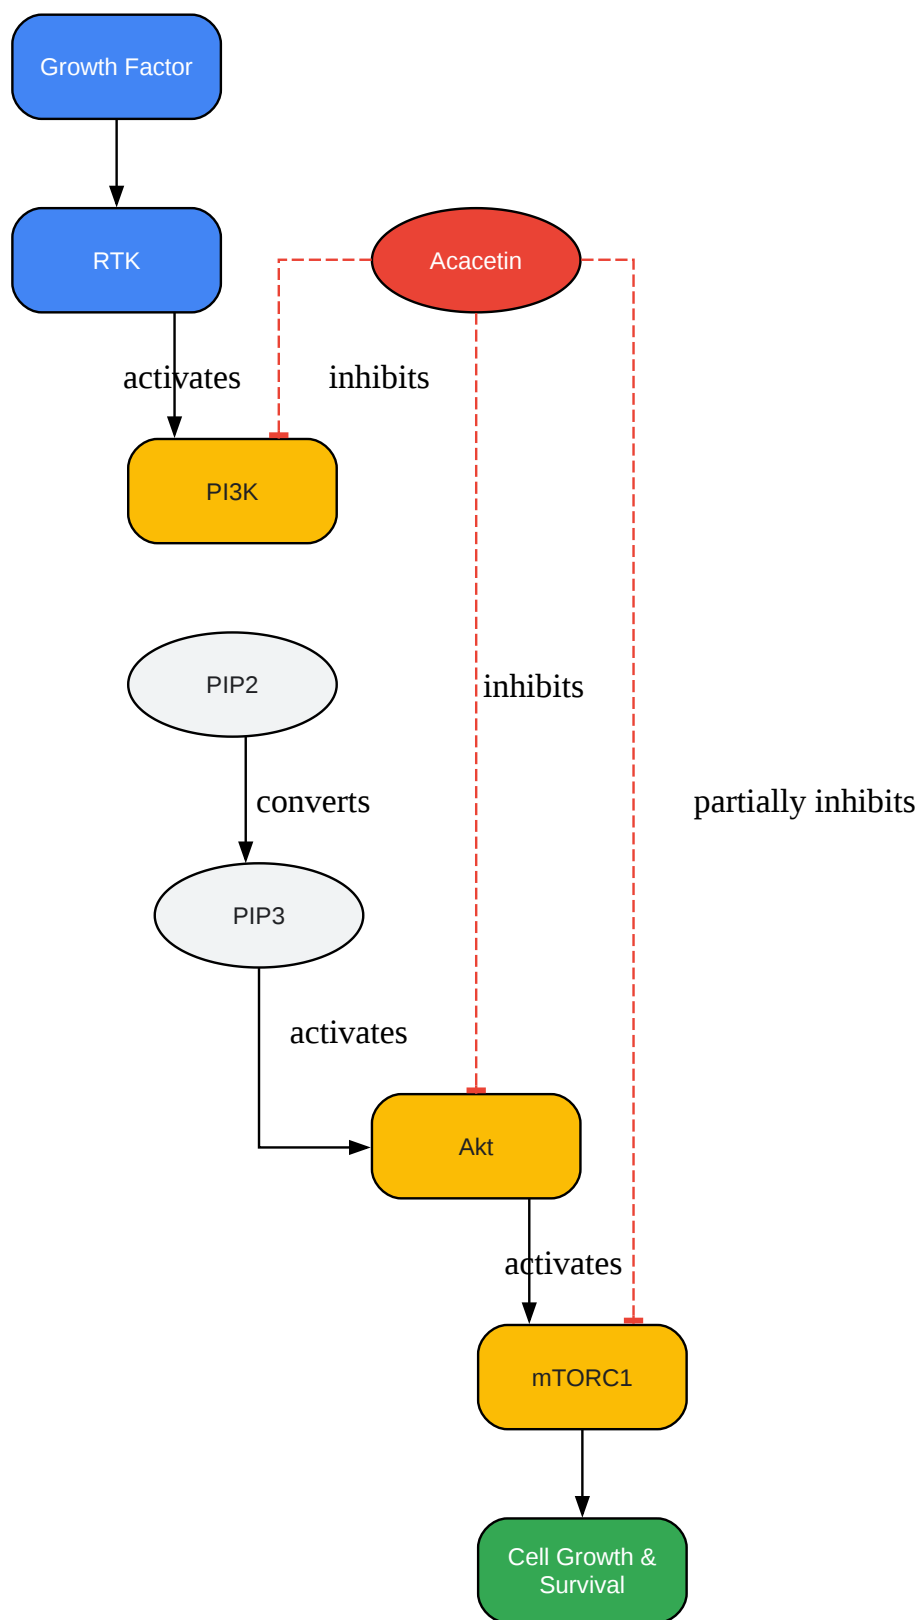 Growth Factor
RTK
Acacetin
activates
inhibits
PI3K
PIP2
inhibits
converts
partially inhibits
PIP3
activates
Akt
activates
mTORC1
Cell Growth &
Survival